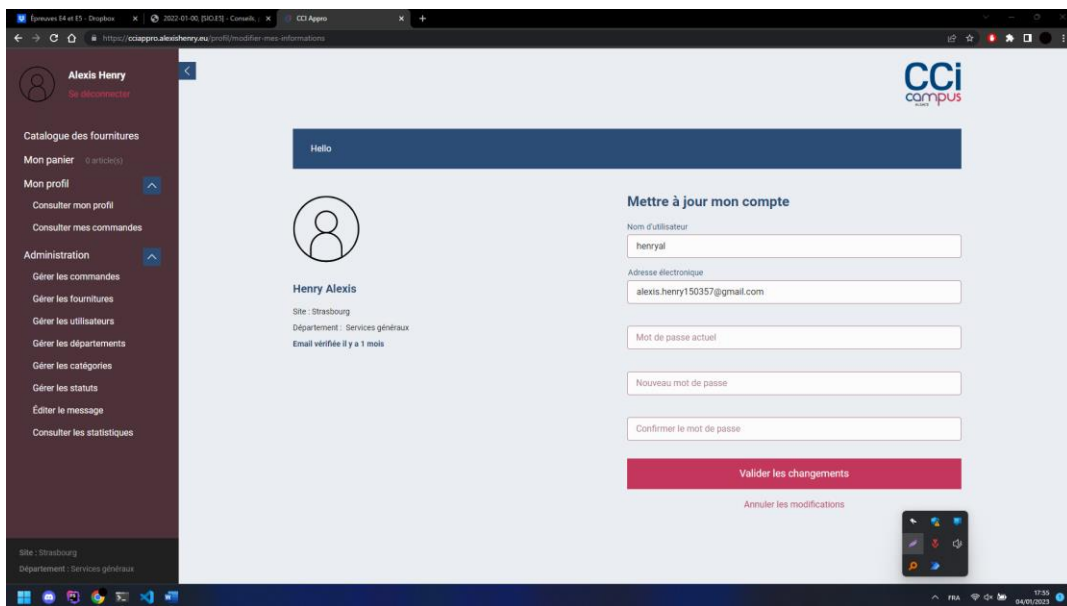 Épreuves E4 et E5 - Dropbox
2022-01-00, [SIO.E5] - Conseils,
CCI Appro
https://cciappro.alexishenry.eu/profil/modifier-mes-informations
Alexis Henry
Se déconnecter
Catalogue des fournitures
Mon panier 0 article(s)
Mon profil
Consulter mon profil
Consulter mes commandes
Administration
Gérer les commandes
Gérer les fournitures
Gérer les utilisateurs
Gérer les départements
Gérer les catégories
Gérer les statuts
Éditer le message
Consulter les statistiques
Site : Strasbourg
Département : Services généraux
CCi
campus
ALSACE
Hello
Henry Alexis
Site : Strasbourg
Département : Services généraux
Email vérifiée il y a 1 mois
Mettre à jour mon compte
Nom d'utilisateur
henryal
Adresse électronique
alexis.henry150357@gmail.com
Mot de passe actuel
Nouveau mot de passe
Confirmer le mot de passe
Valider les changements
Annuler les modifications
FRA
17:55
04/01/2023